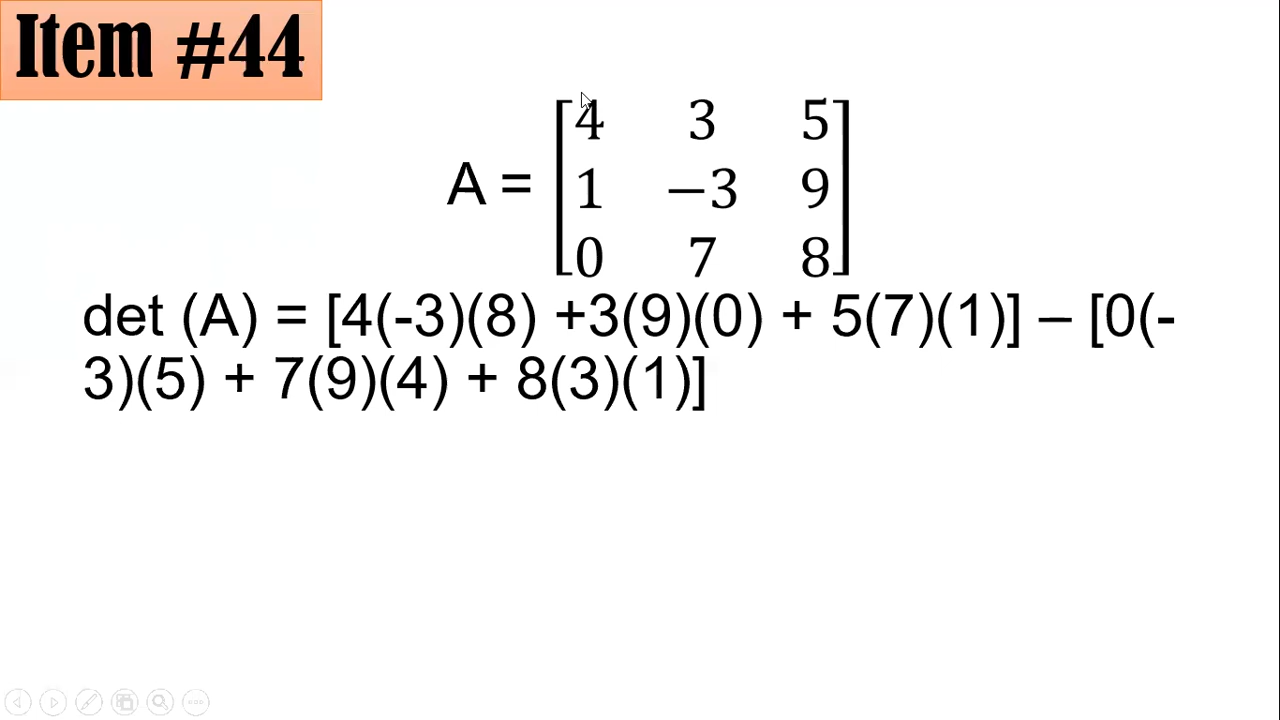 Item #44
A = [4 3 5
1 −3 9
0 7 8]
det (A) = [4(-3)(8) +3(9)(0) + 5(7)(1)] – [0(-
3)(5) + 7(9)(4) + 8(3)(1)]